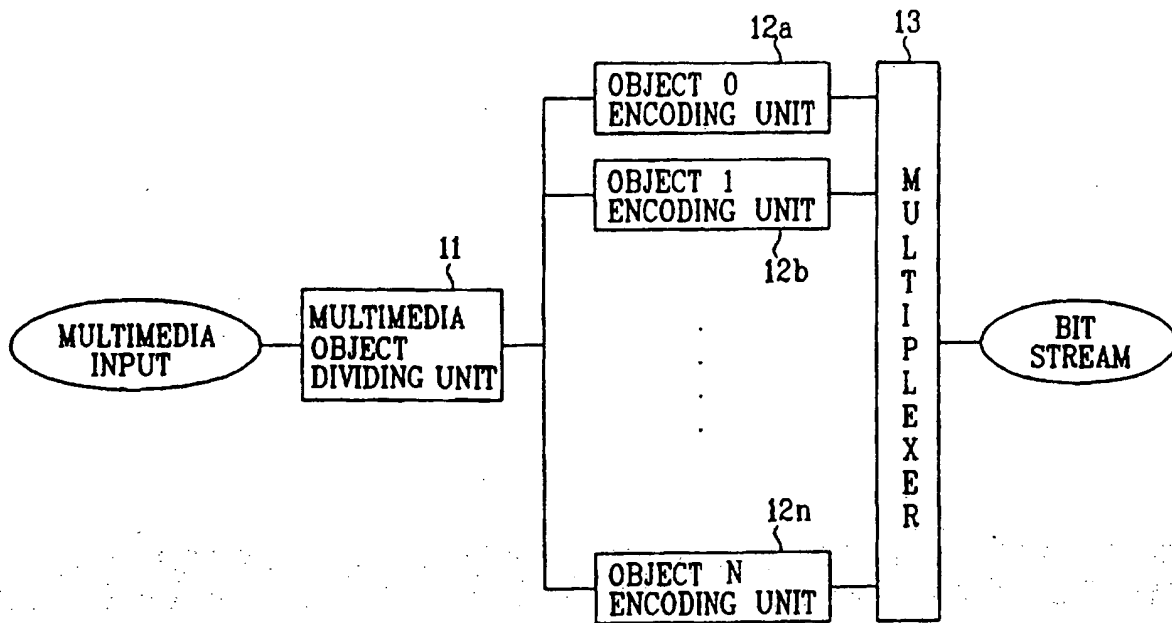 12a
13
OBJECT 0
ENCODING UNIT
OBJECT 1
ENCODING UNIT
12b
11
MULTIMEDIA
INPUT
MULTIMEDIA
OBJECT
DIVIDING UNIT
MULTIPLEXER
BIT
STREAM
12n
OBJECT N
ENCODING UNIT